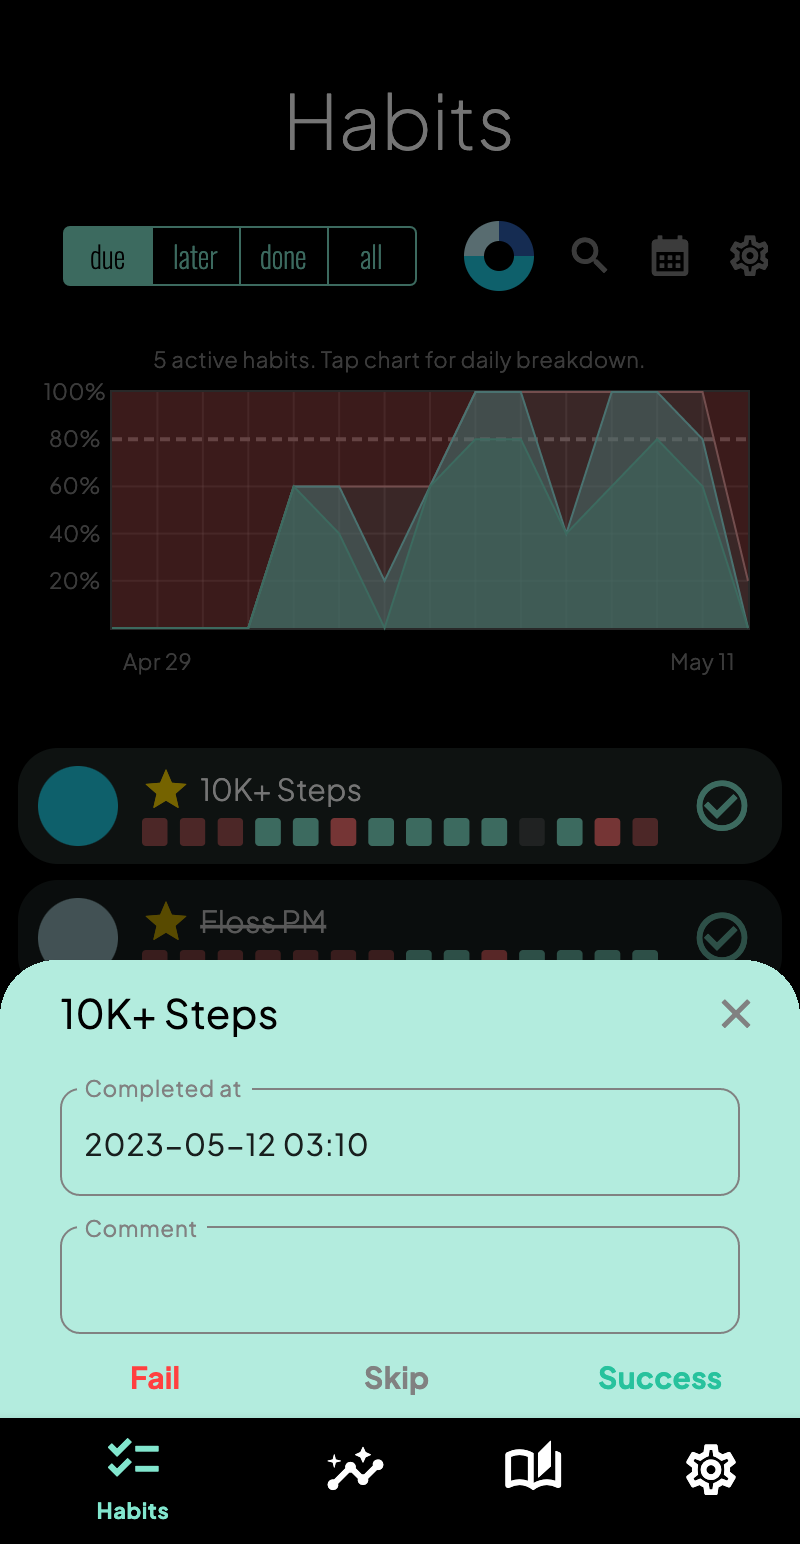 Habits
due later done all
5 active habits. Tap chart for daily breakdown.
100%
80%
60%
40%
20%
Apr 29 May 11
10K+ Steps
Floss PM
10K+ Steps
Completed at
2023-05-12 03:10
Comment
Fail Skip Success
Habits